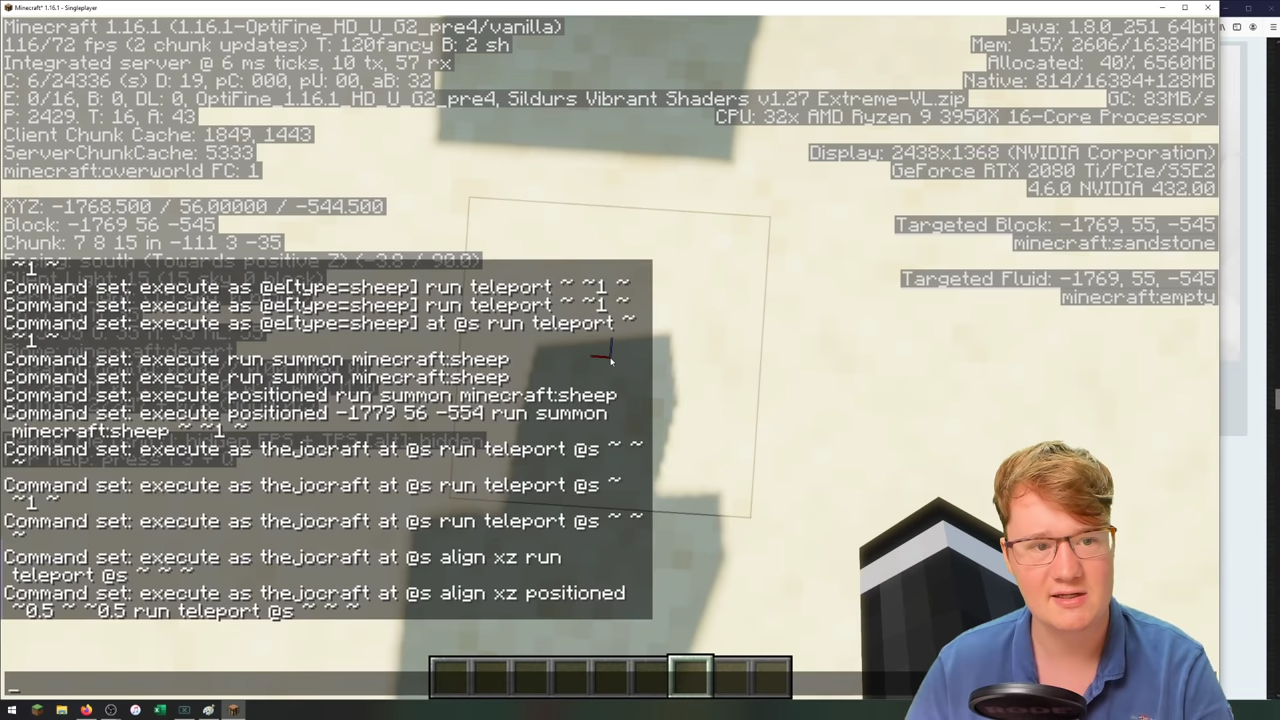 Minecraft* 1.16.1 - Singleplayer
Minecraft 1.16.1 (1.16.1-OptiFine_HD_U_G2_pre4/vanilla)
116/72 fps (2 chunk updates) T: 120fancy B: 2 sh
Integrated server @ 6 ms ticks, 10 tx, 57 rx
C: 6/24336 (s) D: 19, pC: 000, pU: 00, aB: 32
E: 0/16, B: 0, DL: 0, OptiFine_1.16.1_HD_U_G2_pre4, Sildurs Vibrant Shaders v1.27 Extreme-VL.zip
P: 2429. T: 16, A: 43
Client Chunk Cache: 1849, 1443
ServerChunkCache: 5333
minecraft:overworld FC: 1
XYZ: -1768.500 / 56.00000 / -544.500
Block: -1769 56 -545
Chunk: 7 8 15 in -111 3 -35
Facing: south (Towards positive Z) (-3.8 / 90.0)
Java: 1.8.0_251 64bit
Mem: 15% 2606/16384MB
Allocated: 40% 6560MB
Native: 814/16384+128MB
GC: 83MB/s
CPU: 32x AMD Ryzen 9 3950X 16-Core Processor
Display: 2438x1368 (NVIDIA Corporation)
GeForce RTX 2080 Ti/PCIe/SSE2
4.6.0 NVIDIA 432.00
Targeted Block: -1769, 55, -545
minecraft:sandstone
Targeted Fluid: -1769, 55, -545
minecraft:empty
~1 ~
Command set: execute as @e[type=sheep] run teleport ~ ~1 ~
Command set: execute as @e[type=sheep] run teleport ~ ~1 ~
Command set: execute as @e[type=sheep] at @s run teleport ~
~1 ~
Command set: execute run summon minecraft:sheep
Command set: execute run summon minecraft:sheep
Command set: execute positioned run summon minecraft:sheep
Command set: execute positioned -1779 56 -554 run summon
minecraft:sheep ~ ~1 ~
Command set: execute as thejocraft at @s run teleport @s ~ ~
~
Command set: execute as thejocraft at @s run teleport @s ~
~1 ~
Command set: execute as thejocraft at @s run teleport @s ~ ~
~
Command set: execute as thejocraft at @s align xz run
teleport @s ~ ~ ~
Command set: execute as thejocraft at @s align xz positioned
~0.5 ~ ~0.5 run teleport @s ~ ~ ~
_
RODE